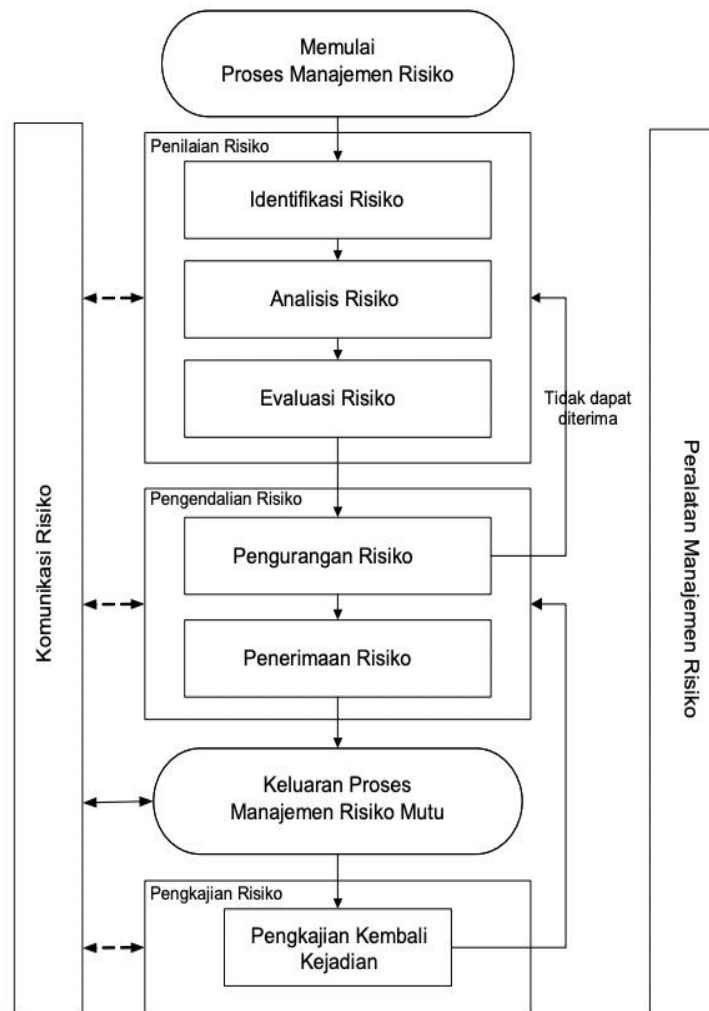 Memulai
Proses Manajemen Risiko
Penilaian Risiko
Identifikasi Risiko
Analisis Risiko
Evaluasi Risiko
Tidak dapat
diterima
Pengendalian Risiko
Pengurangan Risiko
Penerimaan Risiko
Keluaran Proses
Manajemen Risiko Mutu
Pengkajian Risiko
Pengkajian Kembali
Kejadian
Komunikasi Risiko
Peralatan Manajemen Risiko